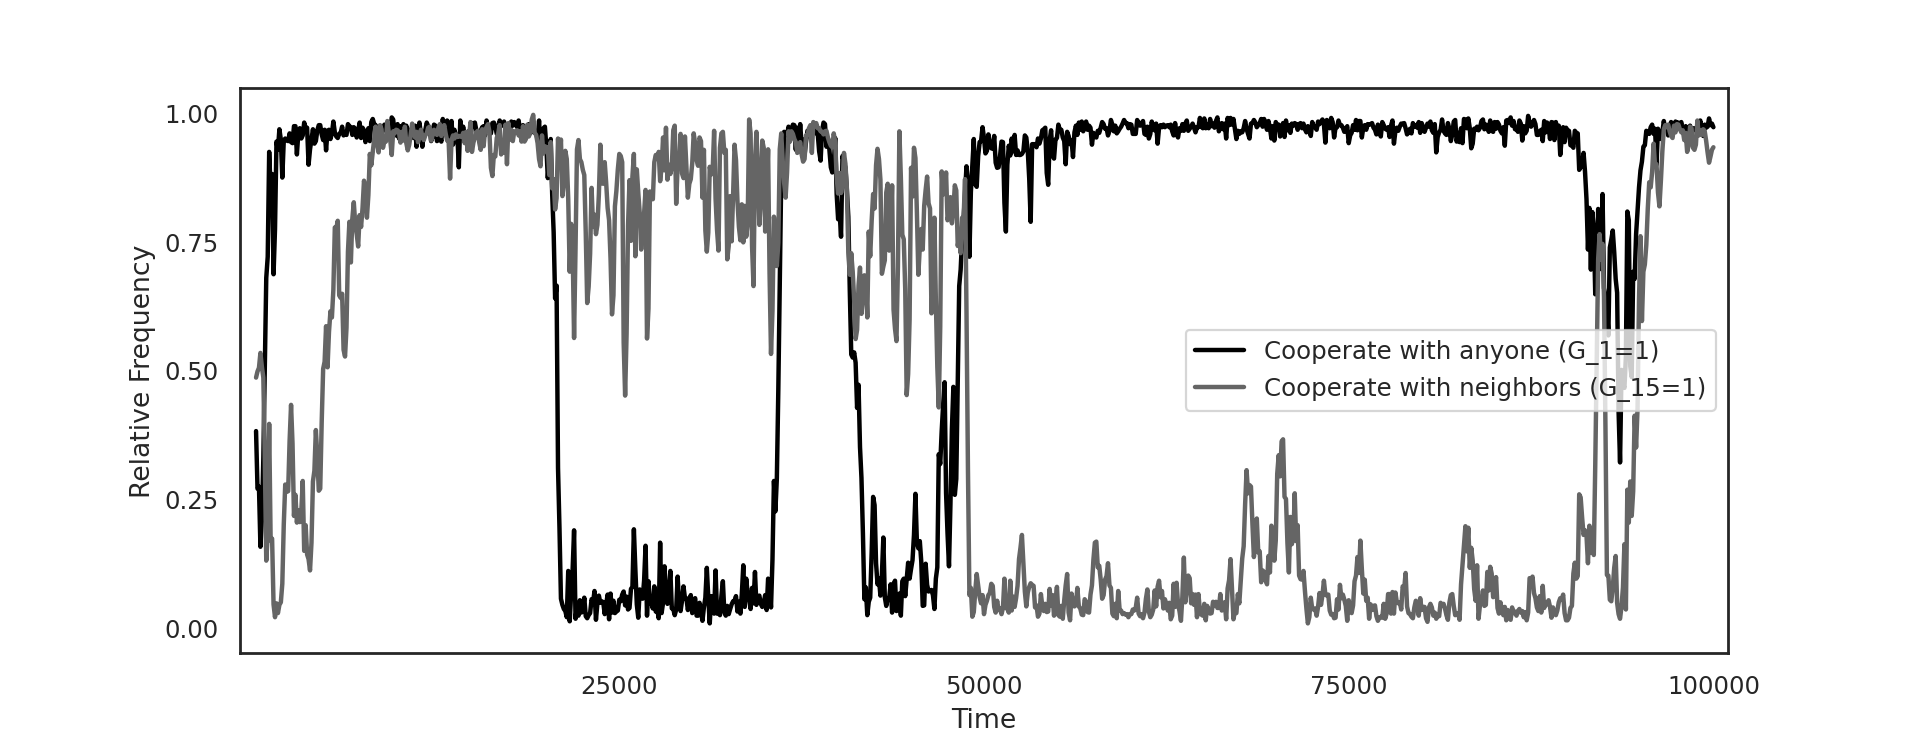 1.00
0.75
0.50
0.25
0.00
Relative Frequency
Cooperate with anyone (G_1=1)
Cooperate with neighbors (G_15=1)
25000 50000 75000 100000
Time